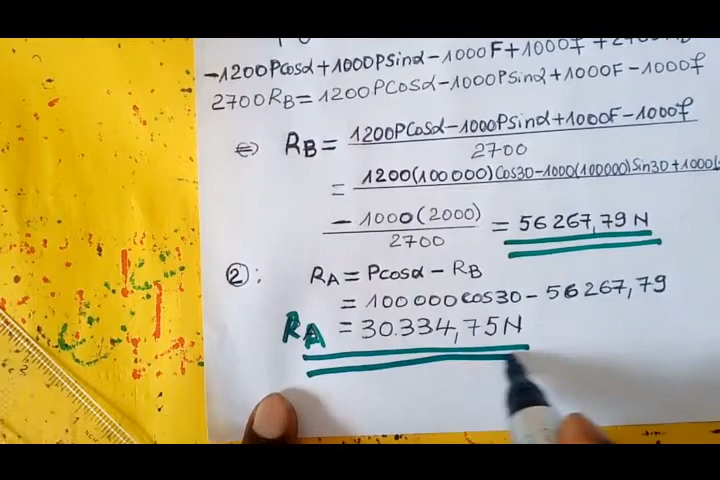 -1200Pcosα+1000Psinα-1000F+1000f
2700RB=1200PCosα-1000PSinα+1000F-1000f
⇔ RB= 1200PCosα-1000PSinα+1000F-1000f
2700
= 1200(100000)Cos30-1000(100000)Sin30+1000(
- 1000(2000) = 56267,79N
2700
②: RA = Pcosα - RB
= 100000cos30 - 56267,79
RA = 30.334,75N